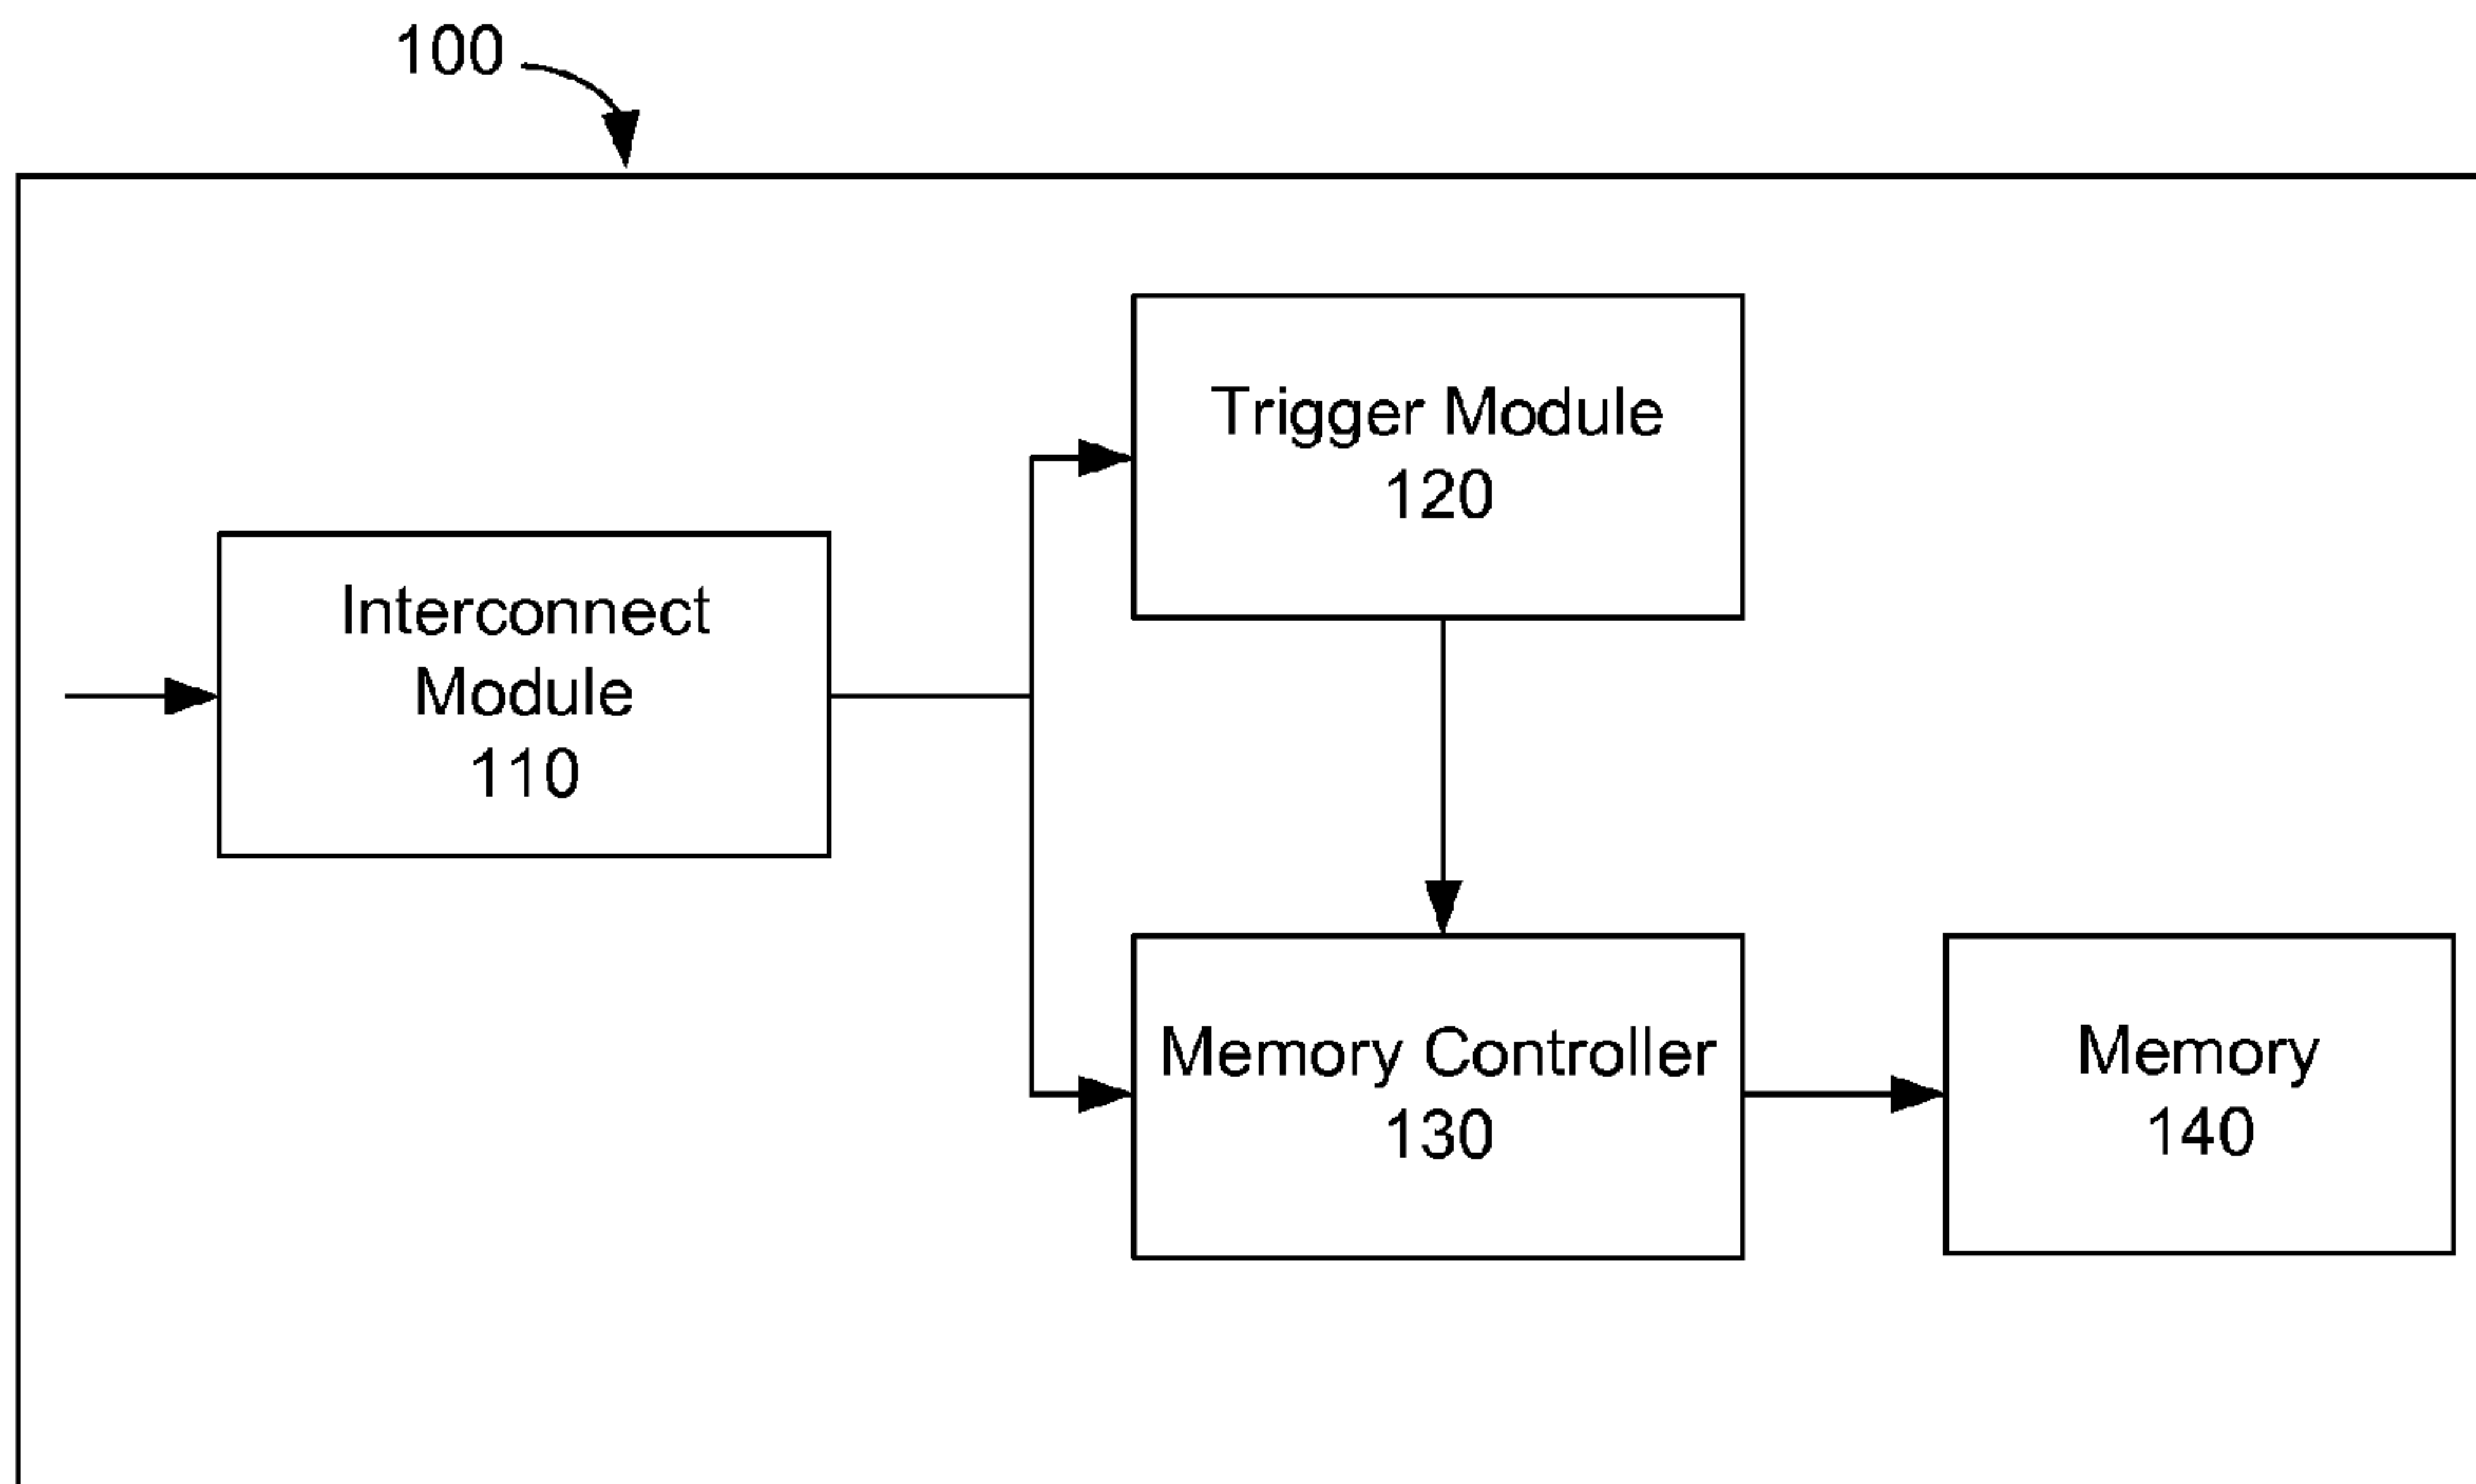 100
Trigger Module
120
Interconnect
Module
110
Memory Controller
130
Memory
140